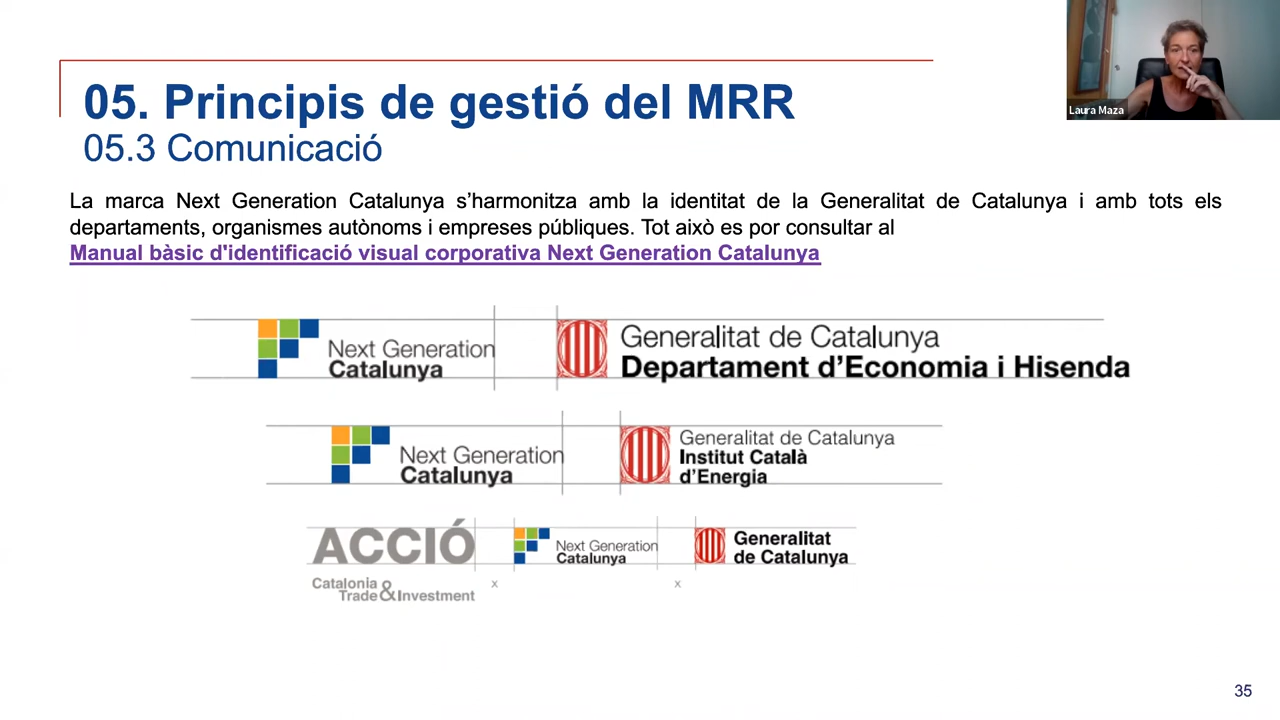 05. Principis de gestió del MRR
05.3 Comunicació
Laura Maza
La marca Next Generation Catalunya s’harmonitza amb la identitat de la Generalitat de Catalunya i amb tots els
departaments, organismes autònoms i empreses públiques. Tot això es por consultar al
Manual bàsic d'identificació visual corporativa Next Generation Catalunya
Next Generation
Catalunya
Generalitat de Catalunya
Departament d’Economia i Hisenda
Next Generation
Catalunya
Generalitat de Catalunya
Institut Català
d’Energia
ACCIÓ
Catalonia
Trade&Investment
Next Generation
Catalunya
Generalitat
de Catalunya
x
x
35